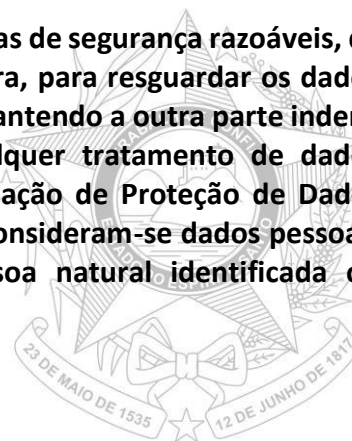 as de segurança razoáveis,
ra, para resguardar os dado
antendo a outra parte inden
lquer tratamento de dado
ação de Proteção de Dad
onsideram-se dados pessoa
soa natural identificada
23 DE MAIO DE 1535
12 DE JUNHO DE 1817